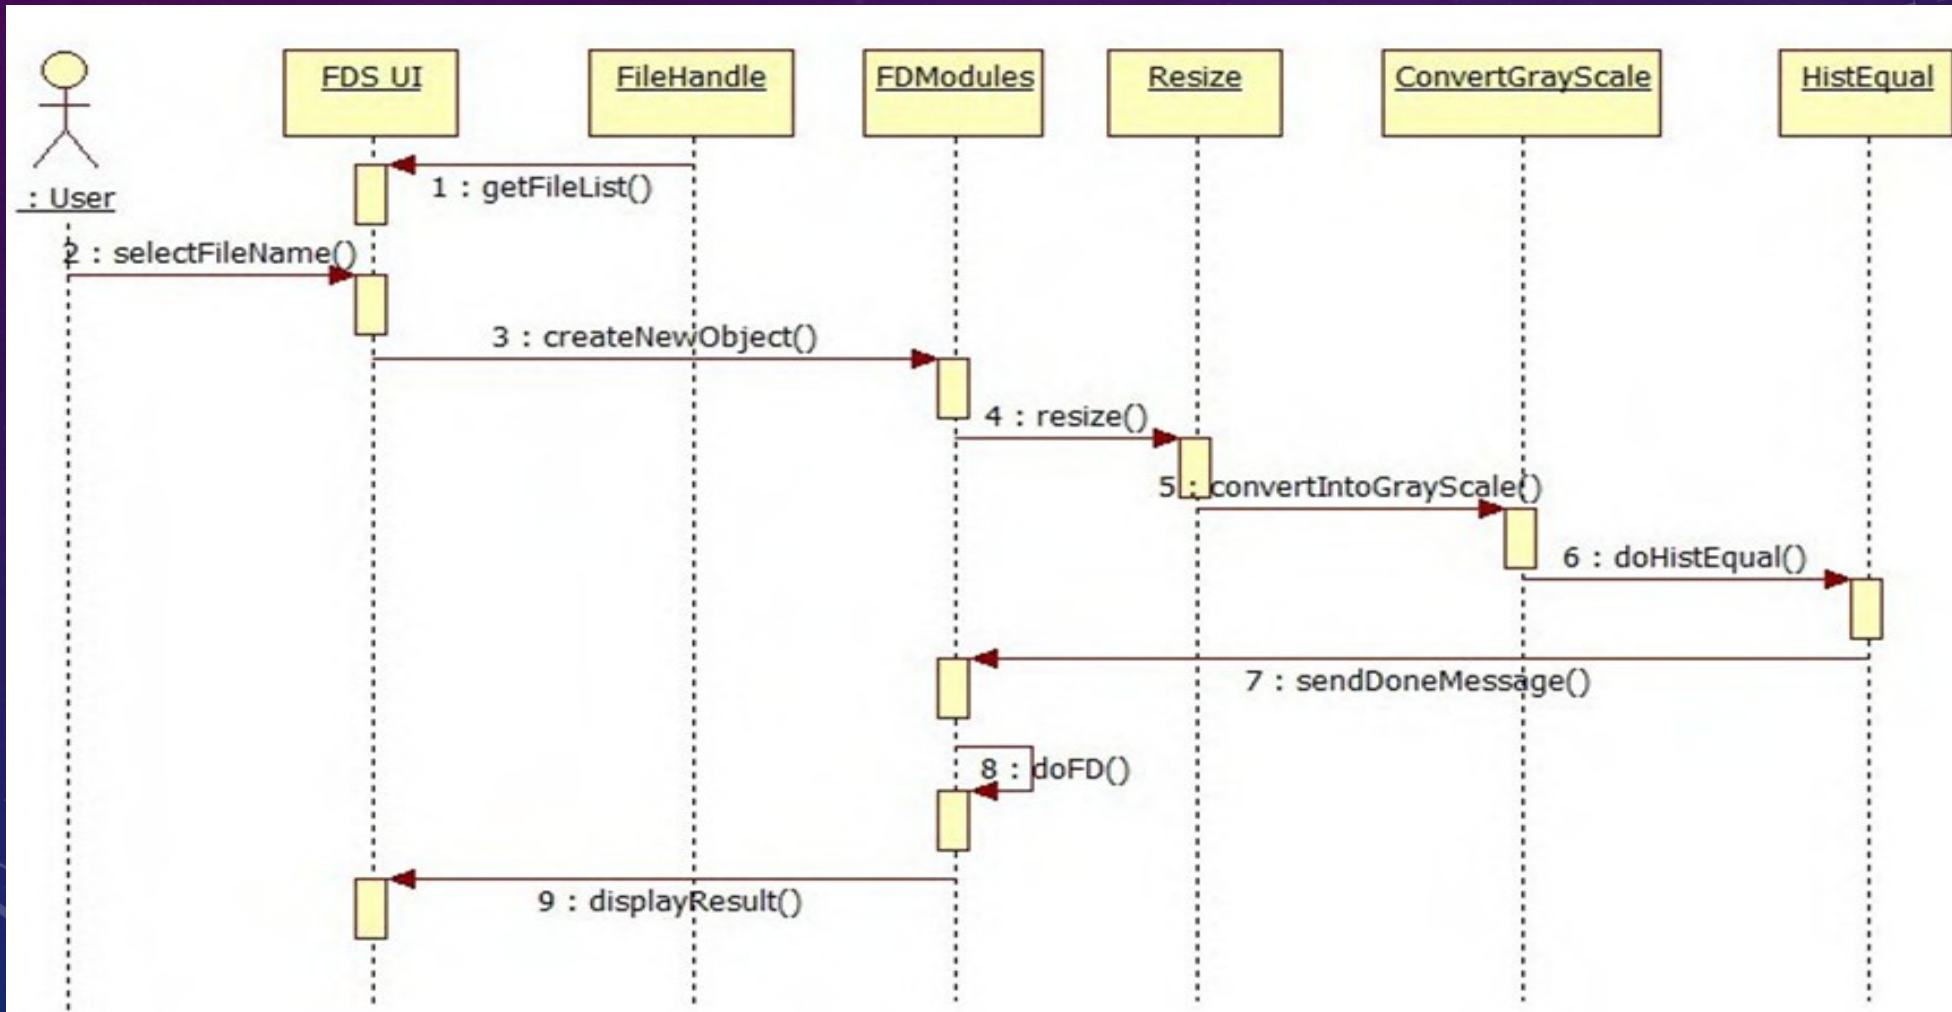 FDS UI
FileHandle
FDModules
Resize
ConvertGrayScale
HistEqual
: User
1 : getFileList()
2 : selectFileName()
3 : createNewObject()
4 : resize()
5 : convertIntoGrayScale()
6 : doHistEqual()
7 : sendDoneMessage()
8 : doFD()
9 : displayResult()